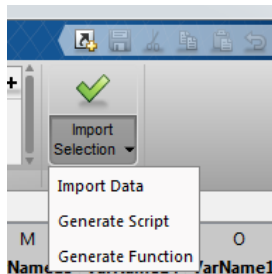 Import
Selection
Import Data
Generate Script
Generate Function
M
O
VarName1